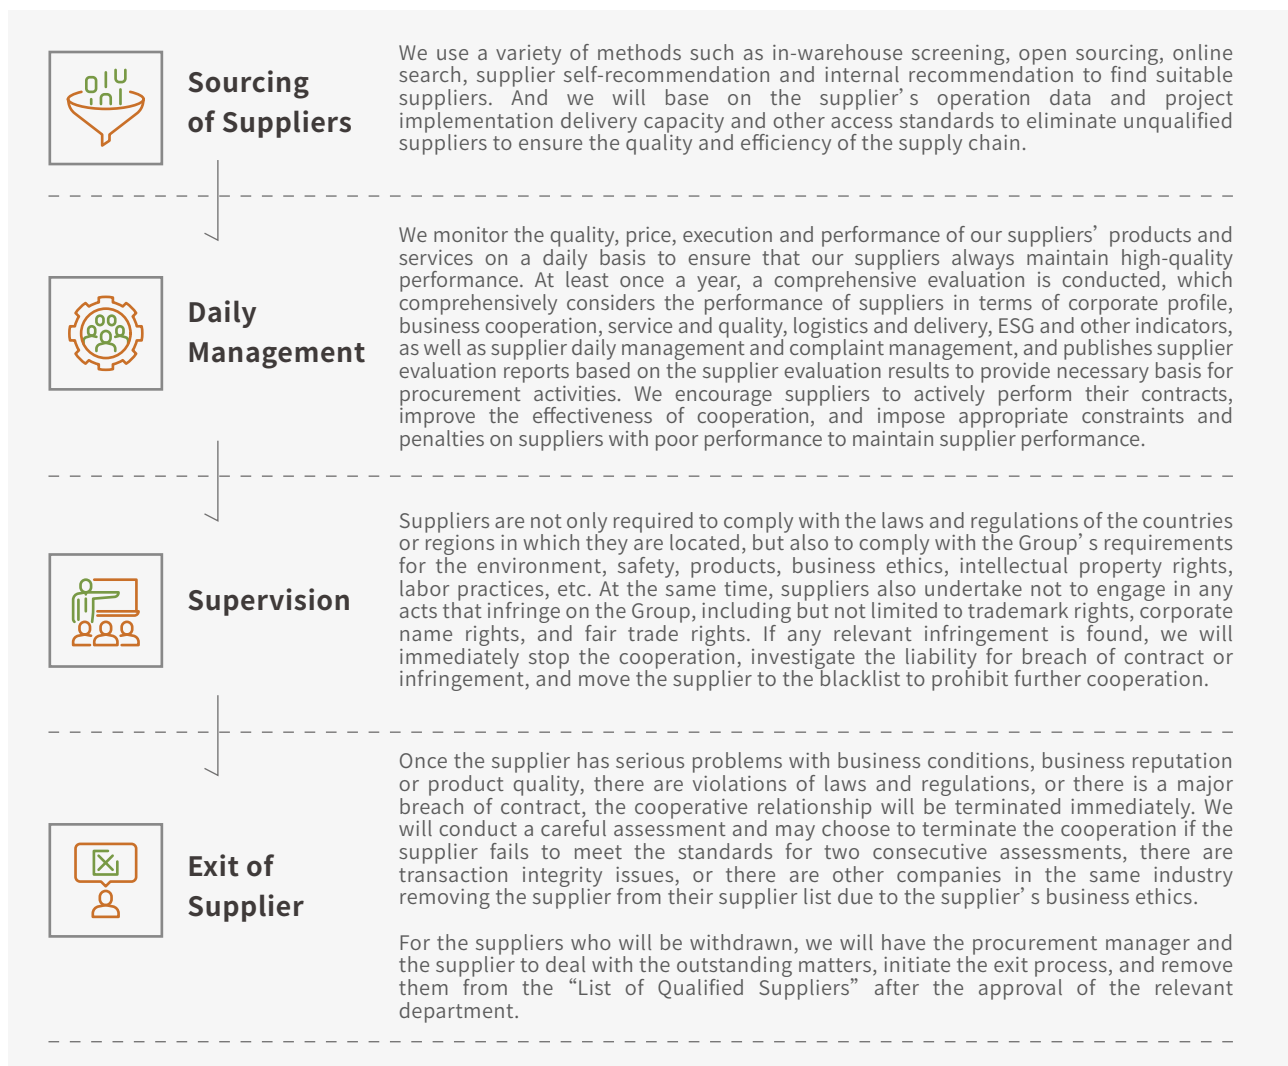 Sourcing
of Suppliers
We use a variety of methods such as in-warehouse screening, open sourcing, online
search, supplier self-recommendation and internal recommendation to find suitable
suppliers. And we will base on the supplier’s operation data and project
implementation delivery capacity and other access standards to eliminate unqualified
suppliers to ensure the quality and efficiency of the supply chain.
Daily
Management
We monitor the quality, price, execution and performance of our suppliers’ products and
services on a daily basis to ensure that our suppliers always maintain high-quality
performance. At least once a year, a comprehensive evaluation is conducted, which
comprehensively considers the performance of suppliers in terms of corporate profile,
business cooperation, service and quality, logistics and delivery, ESG and other indicators,
as well as supplier daily management and complaint management, and publishes supplier
evaluation reports based on the supplier evaluation results to provide necessary basis for
procurement activities. We encourage suppliers to actively perform their contracts,
improve the effectiveness of cooperation, and impose appropriate constraints and
penalties on suppliers with poor performance to maintain supplier performance.
Supervision
Suppliers are not only required to comply with the laws and regulations of the countries
or regions in which they are located, but also to comply with the Group’s requirements
for the environment, safety, products, business ethics, intellectual property rights,
labor practices, etc. At the same time, suppliers also undertake not to engage in any
acts that infringe on the Group, including but not limited to trademark rights, corporate
name rights, and fair trade rights. If any relevant infringement is found, we will
immediately stop the cooperation, investigate the liability for breach of contract or
infringement, and move the supplier to the blacklist to prohibit further cooperation.
Exit of
Supplier
Once the supplier has serious problems with business conditions, business reputation
or product quality, there are violations of laws and regulations, or there is a major
breach of contract, the cooperative relationship will be terminated immediately. We
will conduct a careful assessment and may choose to terminate the cooperation if the
supplier fails to meet the standards for two consecutive assessments, there are
transaction integrity issues, or there are other companies in the same industry
removing the supplier from their supplier list due to the supplier’s business ethics.
For the suppliers who will be withdrawn, we will have the procurement manager and
the supplier to deal with the outstanding matters, initiate the exit process, and remove
them from the “List of Qualified Suppliers” after the approval of the relevant
department.